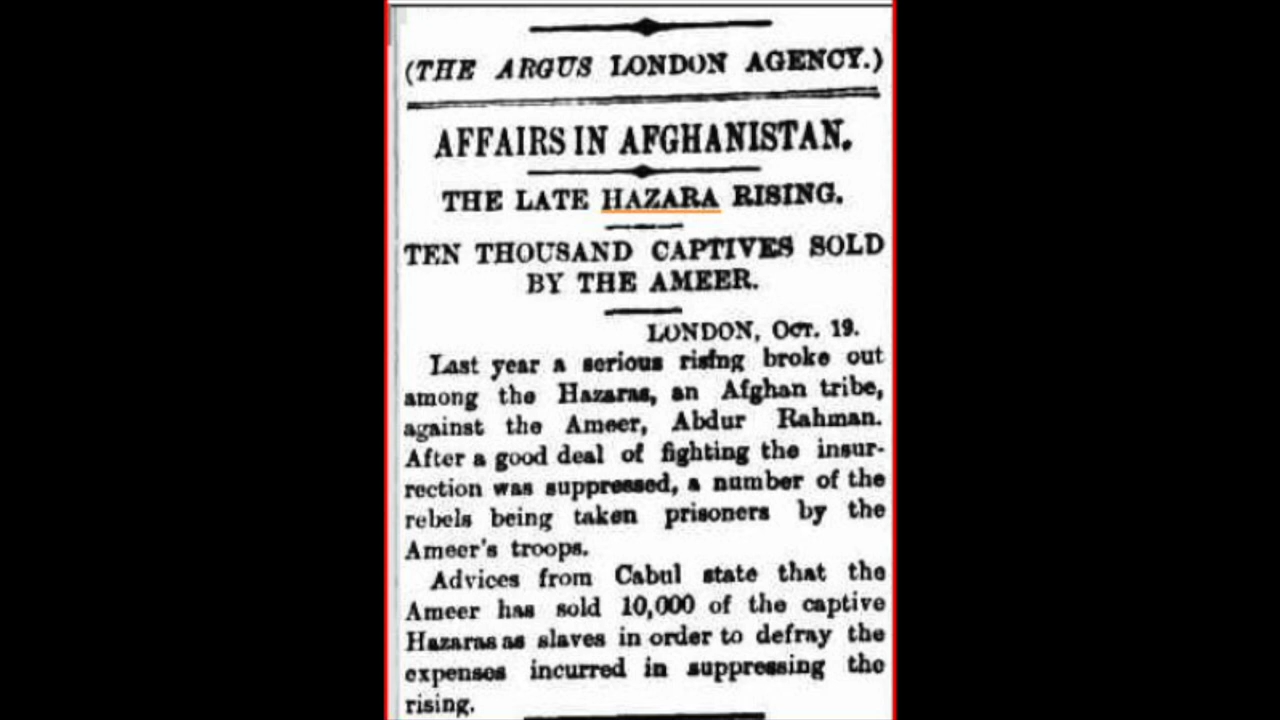 (THE ARGUS LONDON AGENCY.)
AFFAIRS IN AFGHANISTAN.
THE LATE HAZARA RISING.
TEN THOUSAND CAPTIVES SOLD
BY THE AMEER.
LONDON, OCT. 19.
Last year a serious rising broke out
among the Hazaras, an Afghan tribe,
against the Ameer, Abdur Rahman.
After a good deal of fighting the insur-
rection was suppressed, a number of the
rebels being taken prisoners by the
Ameer's troops.
Advices from Cabul state that the
Ameer has sold 10,000 of the captive
Hazaras as slaves in order to defray the
expenses incurred in suppressing the
rising.